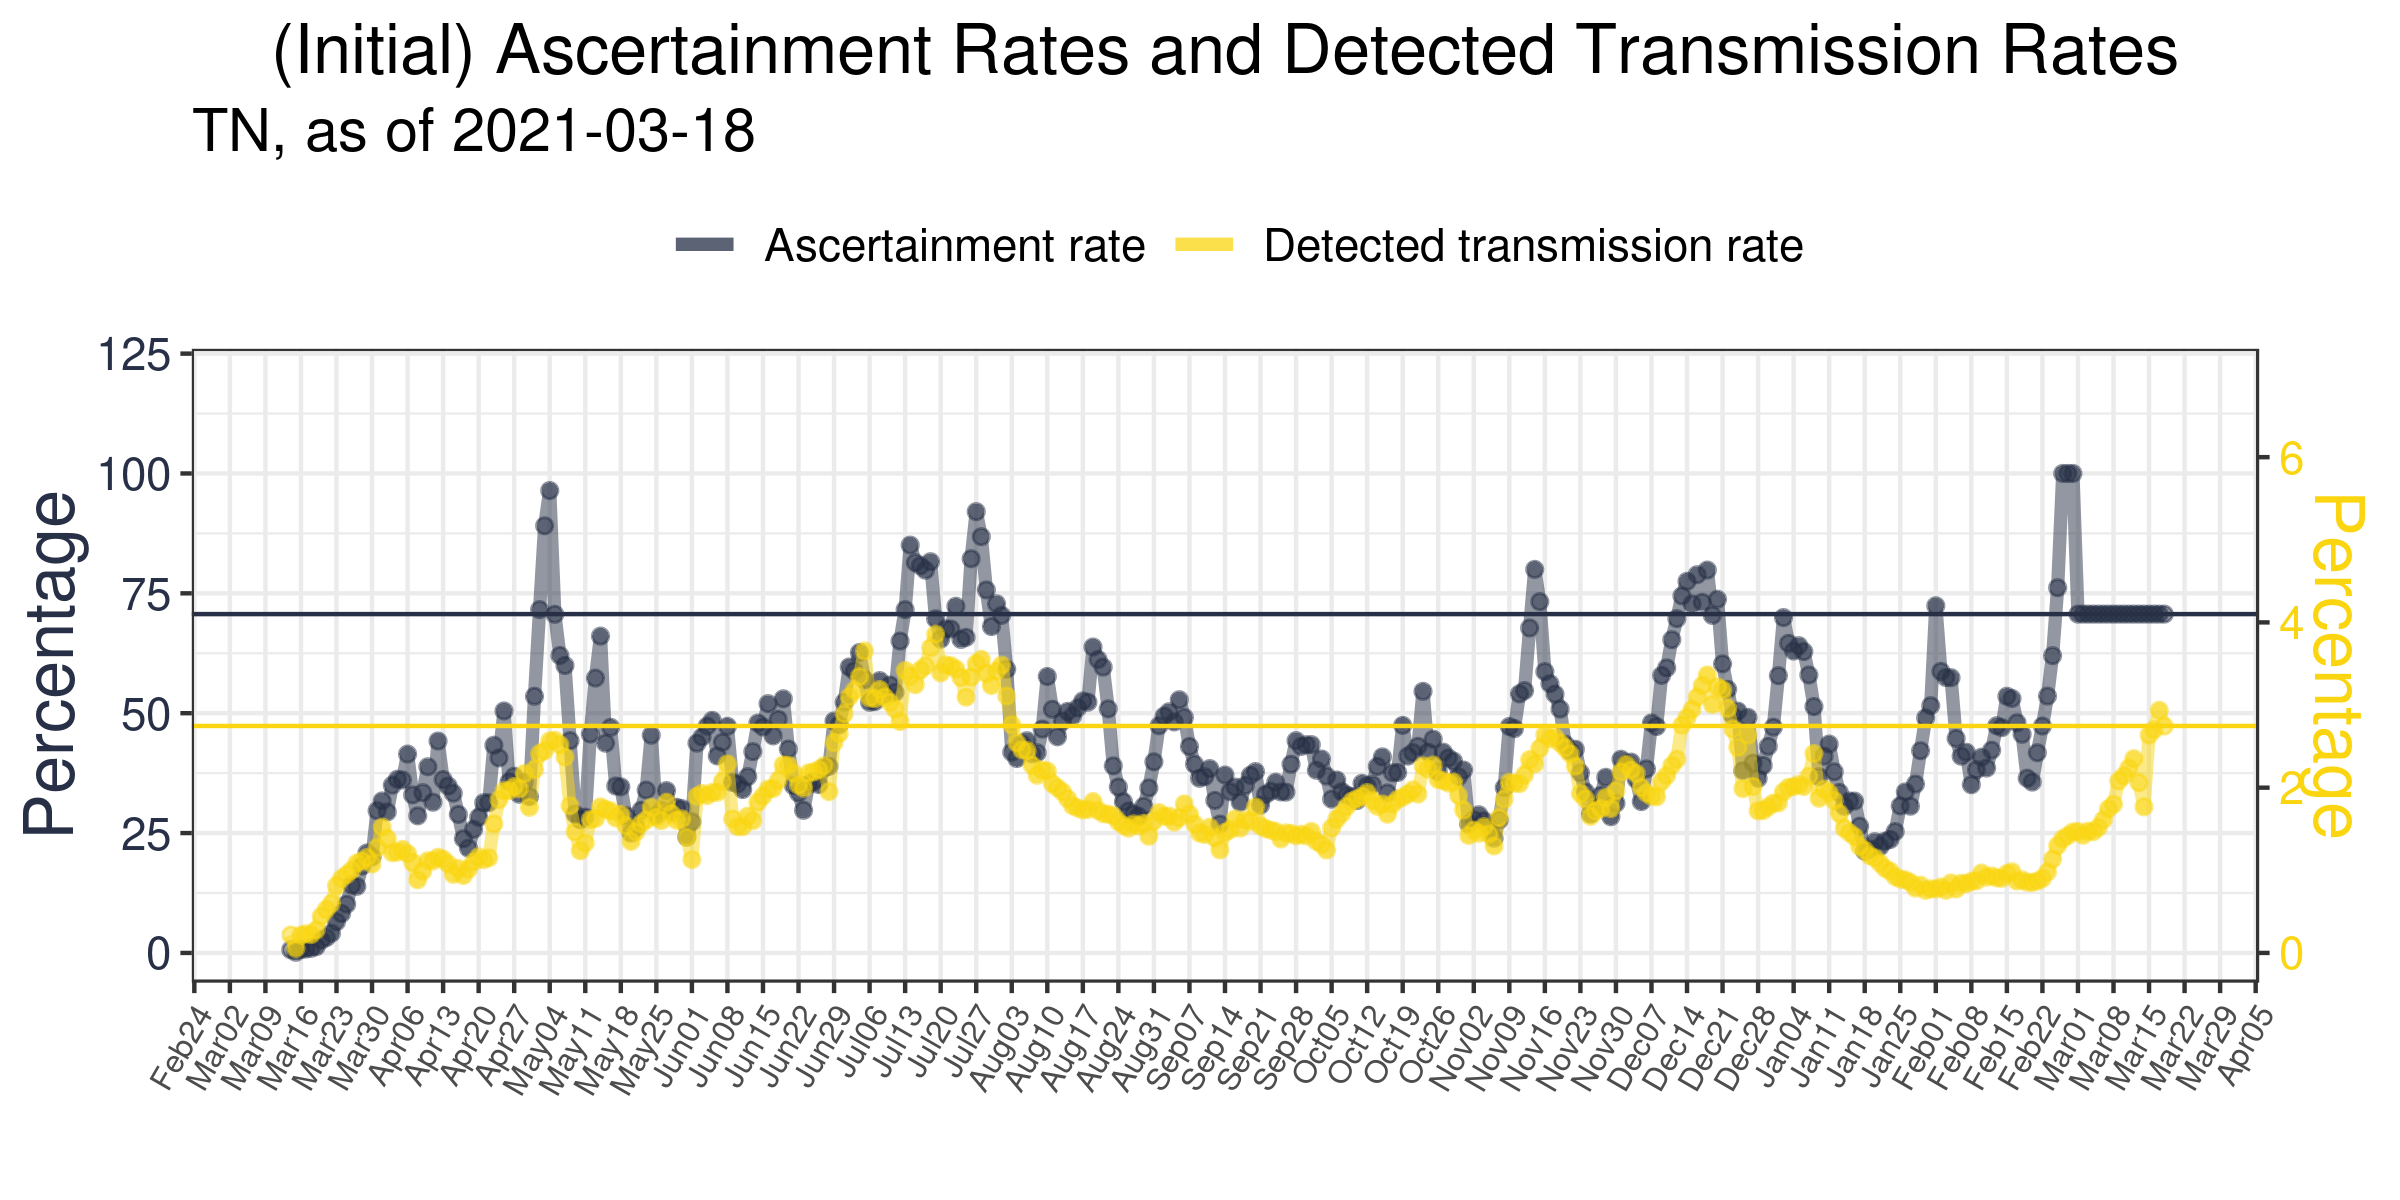 (Initial) Ascertainment Rates and Detected Transmission Rates
TN, as of 2021-03-18
Ascertainment rate
Detected transmission rate
Percentage
125
100
75
50
25
0
6
4
2
0
Percentage
Feb24
Mar02
Mar09
Mar16
Mar23
Mar30
Apr06
Apr13
Apr20
Apr27
May04
May11
May18
May25
Jun01
Jun08
Jun15
Jun22
Jun29
Jul06
Jul13
Jul20
Jul27
Aug03
Aug10
Aug17
Aug24
Aug31
Sep07
Sep14
Sep21
Sep28
Oct05
Oct12
Oct19
Oct26
Nov02
Nov09
Nov16
Nov23
Nov30
Dec07
Dec14
Dec21
Dec28
Jan04
Jan11
Jan18
Jan25
Feb01
Feb08
Feb15
Feb22
Mar01
Mar08
Mar15
Mar22
Mar29
Apr05